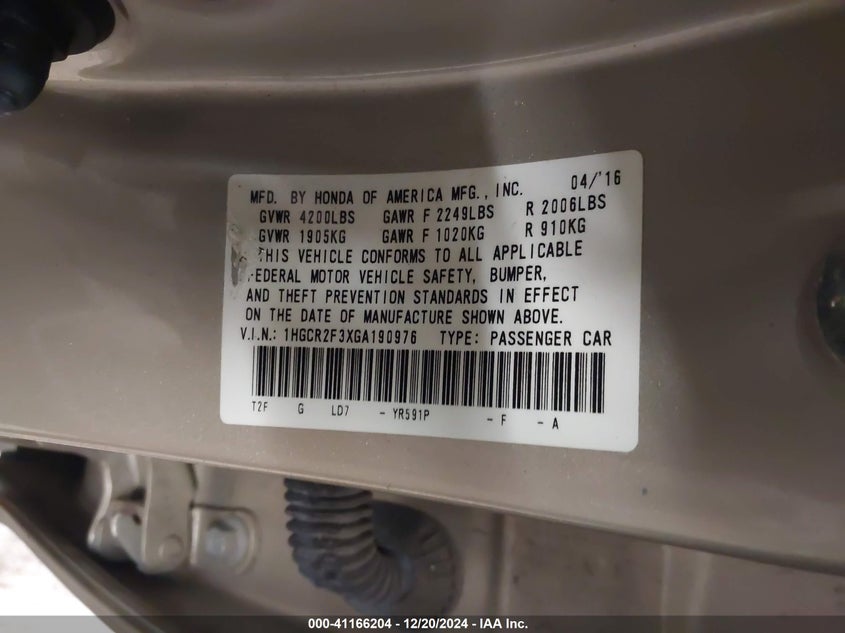 MFD. BY HONDA OF AMERICA MFG., INC. 04/'16
GVWR 4200LBS GAWR F 2249LBS R 2006LBS
GVWR 1905KG GAWR F 1020KG R 910KG
THIS VEHICLE CONFORMS TO ALL APPLICABLE
FEDERAL MOTOR VEHICLE SAFETY, BUMPER,
AND THEFT PREVENTION STANDARDS IN EFFECT
ON THE DATE OF MANUFACTURE SHOWN ABOVE.
V.I.N.: 1HGCR2F3XGA190976 TYPE: PASSENGER CAR
T2F G LD7 - YR591P - F - A
000-41166204 - 12/20/2024 - IAA Inc.